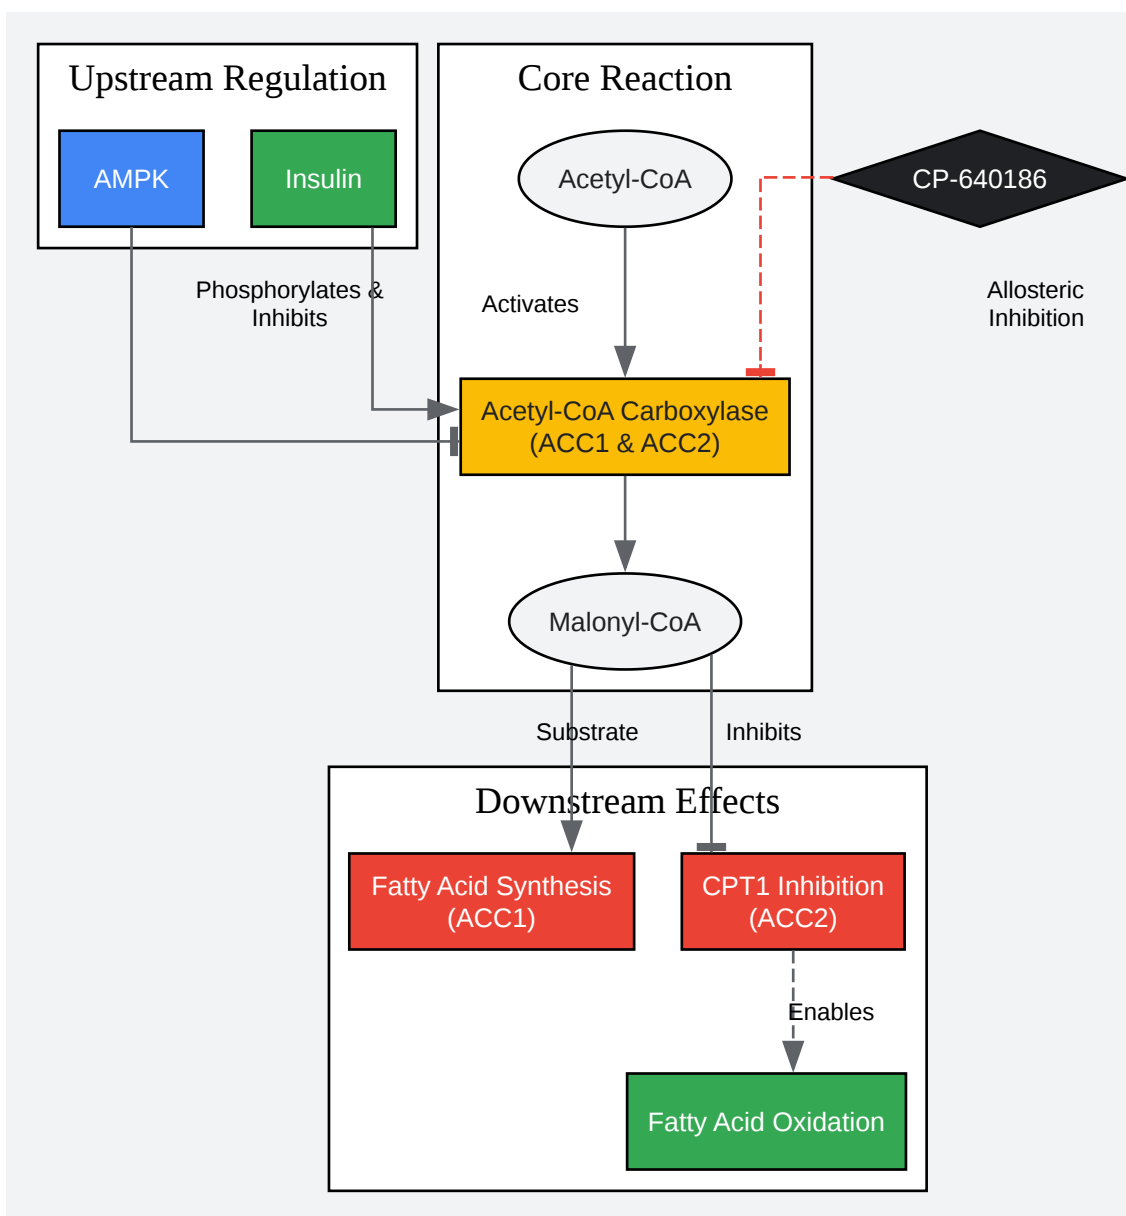 Upstream Regulation
Core Reaction
AMPK
Insulin
Acetyl-CoA
CP-640186
Phosphorylates &
Inhibits
Activates
Allosteric
Inhibition
Acetyl-CoA Carboxylase
(ACC1 & ACC2)
Malonyl-CoA
Substrate
Inhibits
Downstream Effects
Fatty Acid Synthesis
(ACC1)
CPT1 Inhibition
(ACC2)
Enables
Fatty Acid Oxidation